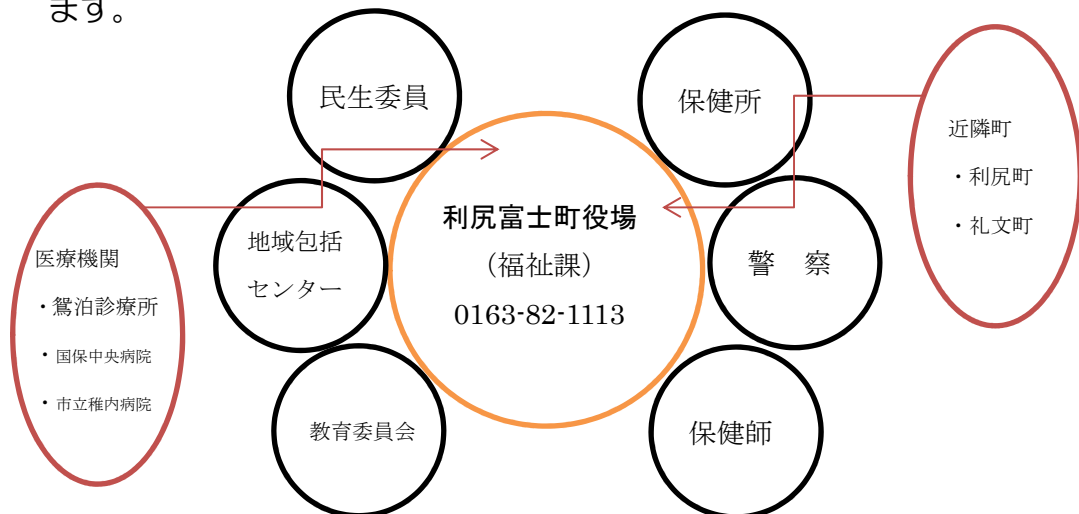 ます。
民生委員
保健所
近隣町
・利尻町
・礼文町
利尻富士町役場
（福祉課）
0163-82-1113
地域包括
センター
警　察
医療機関
・鴛泊診療所
・国保中央病院
・市立稚内病院
教育委員会
保健師